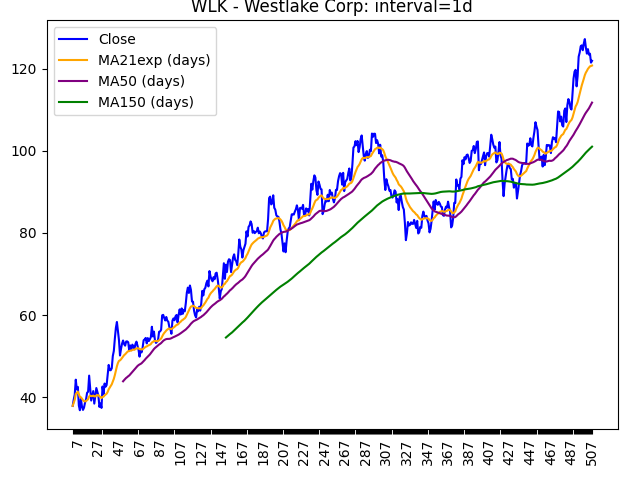 WLK - Westlake Corp: interval=1d
Close
MA21exp (days)
MA50 (days)
MA150 (days)
120
100
80
60
40
7 27 47 67 87 107 127 147 167 187 207 227 247 267 287 307 327 347 367 387 407 427 447 467 487 507